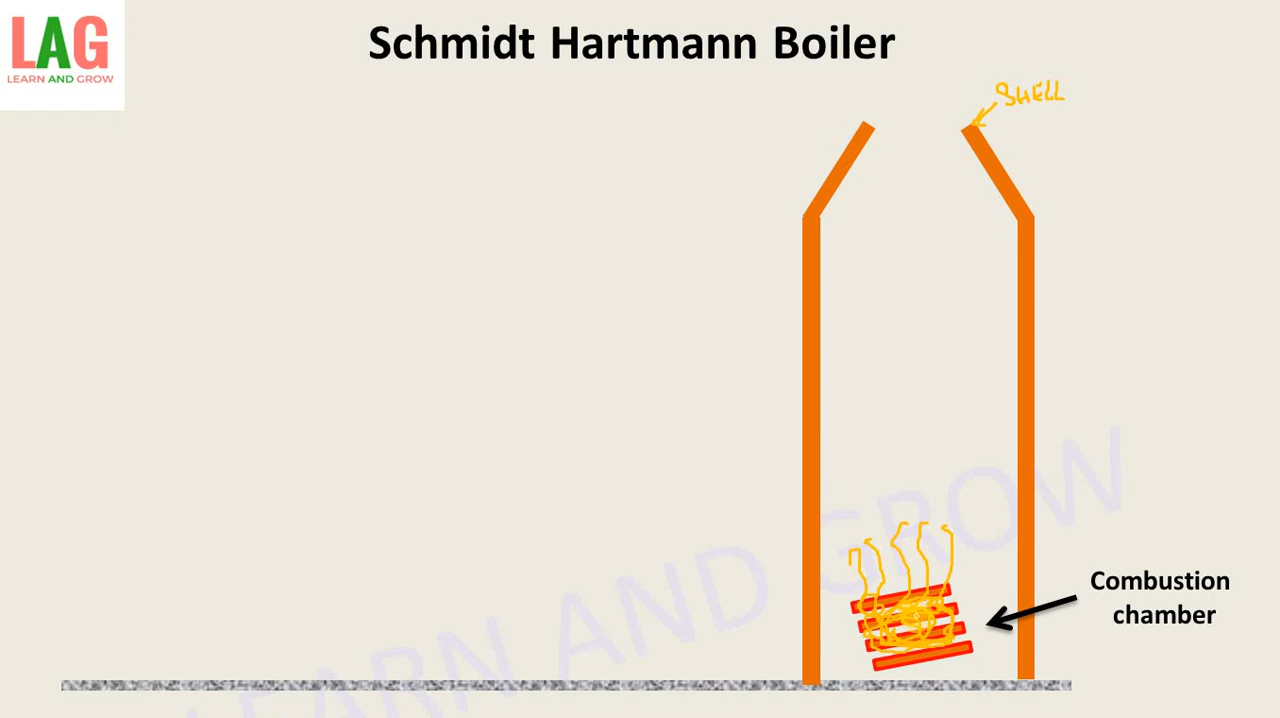 LAG
LEARN AND GROW
Schmidt Hartmann Boiler
SHELL
Combustion
chamber
LEARN AND GROW